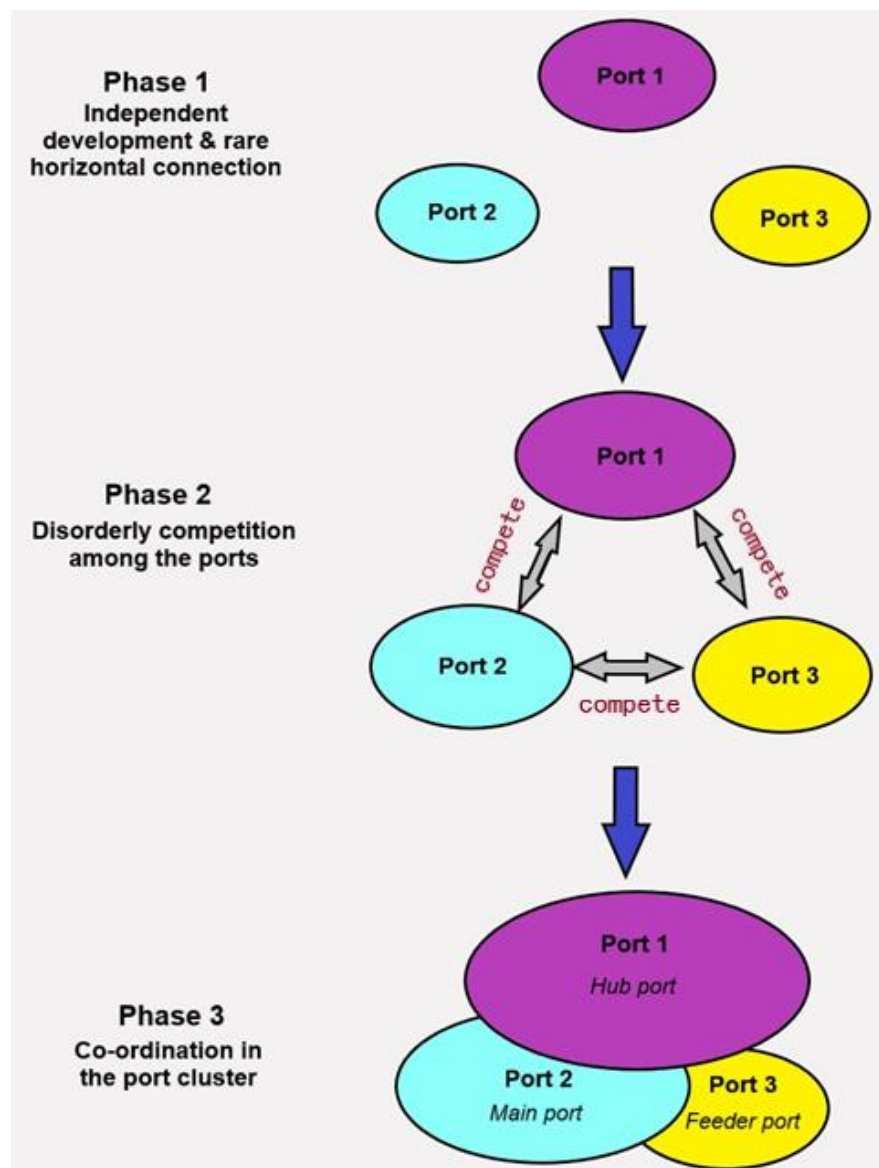 Phase 1
Independent
development & rare
horizontal connection
Port 1
Port 2
Port 3
Phase 2
Disorderly competition
among the ports
Port 1
compete
compete
Port 2
Port 3
compete
Phase 3
Co-ordination in
the port cluster
Port 1
Hub port
Port 2
Main port
Port 3
Feeder port